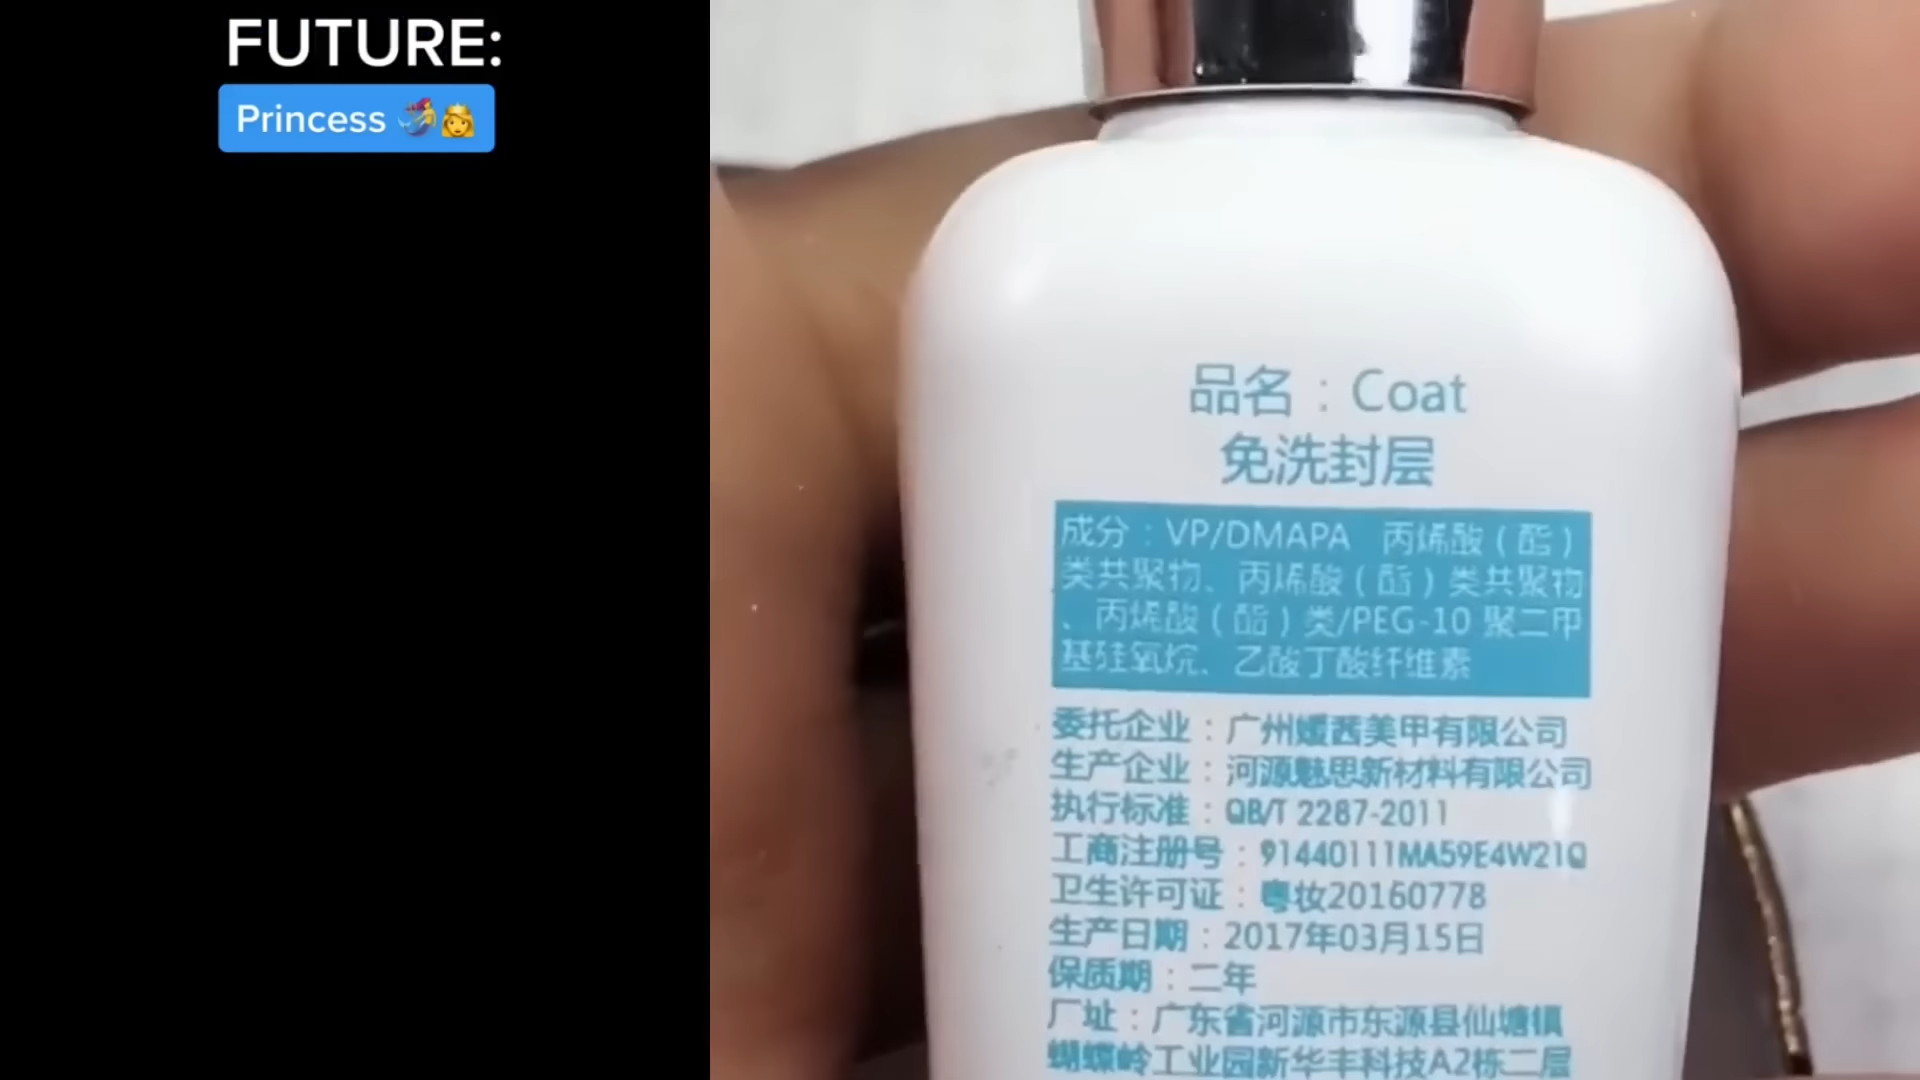 FUTURE:
Princess 🧜‍♀️👸
品名：Coat
免洗封层
成分：VP/DMAPA 丙烯酸（酯）
类共聚物、丙烯酸（酯）类共聚物
、丙烯酸（酯）类/PEG-10 聚二甲
基硅氧烷、乙酸丁酸纤维素
委托企业：广州媛茜美甲有限公司
生产企业：河源魅思新材料有限公司
执行标准：QB/T 2287-2011
工商注册号：91440111MA59E4W21Q
卫生许可证：粤妆20160778
生产日期：2017年03月15日
保质期：二年
厂址：广东省河源市东源县仙塘镇
蝴蝶岭工业园新华丰科技A2栋二层